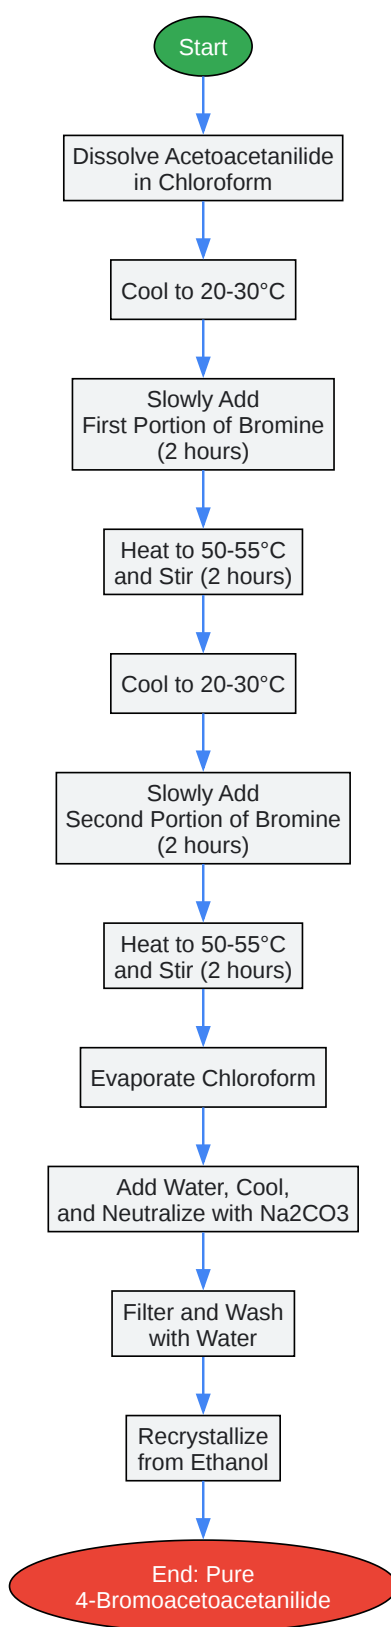 Start
Dissolve Acetoacetanilide
in Chloroform
Cool to 20-30°C
Slowly Add
First Portion of Bromine
(2 hours)
Heat to 50-55°C
and Stir (2 hours)
Cool to 20-30°C
Slowly Add
Second Portion of Bromine
(2 hours)
Heat to 50-55°C
and Stir (2 hours)
Evaporate Chloroform
Add Water, Cool,
and Neutralize with Na2CO3
Filter and Wash
with Water
Recrystallize
from Ethanol
End: Pure
4-Bromoacetoacetanilide